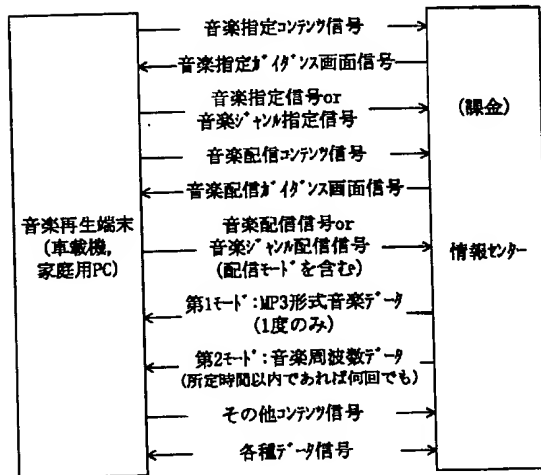 音楽指定ｺﾝﾃﾝﾂ信号
音楽指定ｶﾞｲﾀﾞﾝｽ画面信号
音楽指定信号or
音楽ｼﾞｬﾝﾙ指定信号
(課金)
音楽配信ｺﾝﾃﾝﾂ信号
音楽配信ｶﾞｲﾀﾞﾝｽ画面信号
音楽再生端末
(車載機,
家庭用PC)
音楽配信信号or
音楽ｼﾞｬﾝﾙ配信信号
(配信ﾓｰﾄﾞを含む)
情報ｾﾝﾀｰ
第1ﾓｰﾄﾞ:MP3形式音楽ﾃﾞｰﾀ
(1度のみ)
第2ﾓｰﾄﾞ:音楽周波数ﾃﾞｰﾀ
(所定時間以内であれば何回でも)
その他ｺﾝﾃﾝﾂ信号
各種ﾃﾞｰﾀ信号